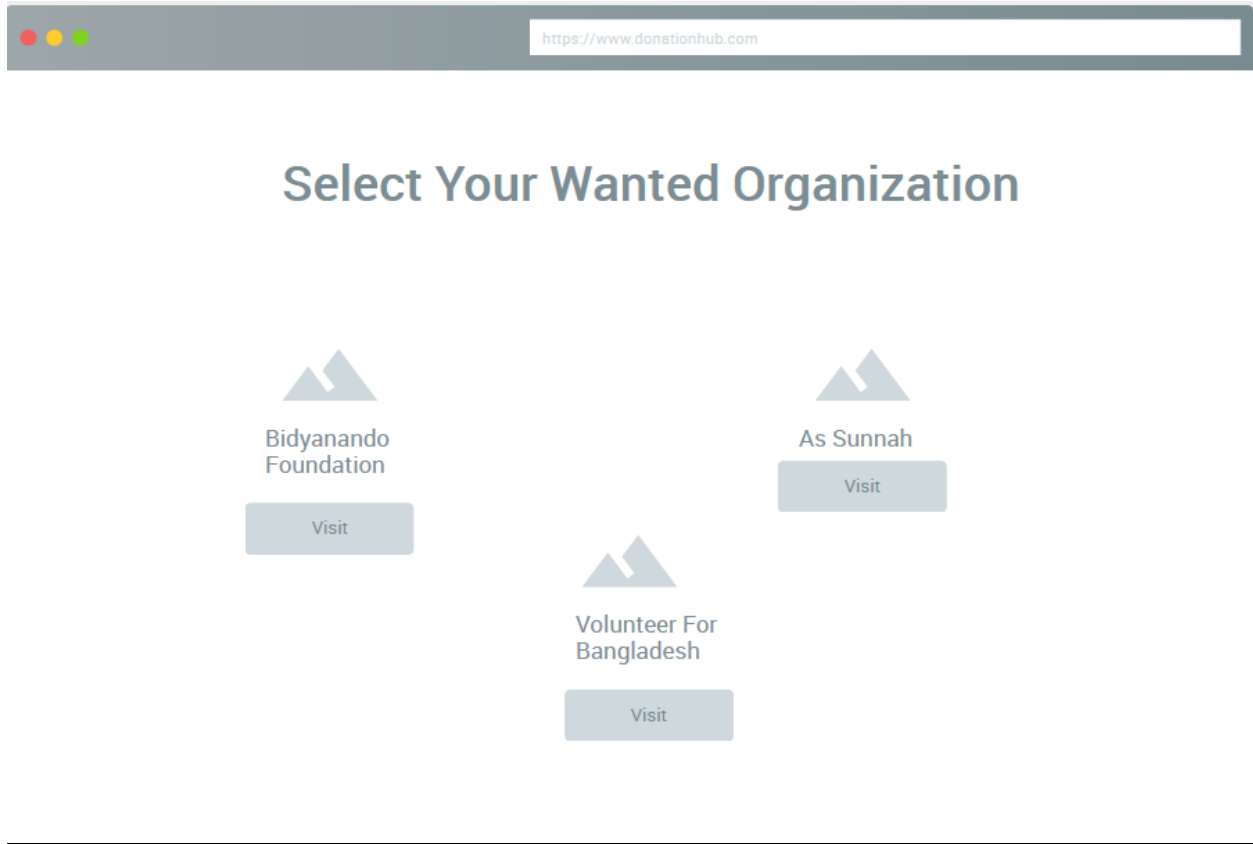 https://www.donationhub.com
Select Your Wanted Organization
Bidyanando
Foundation
Visit
As Sunnah
Visit
Volunteer For
Bangladesh
Visit